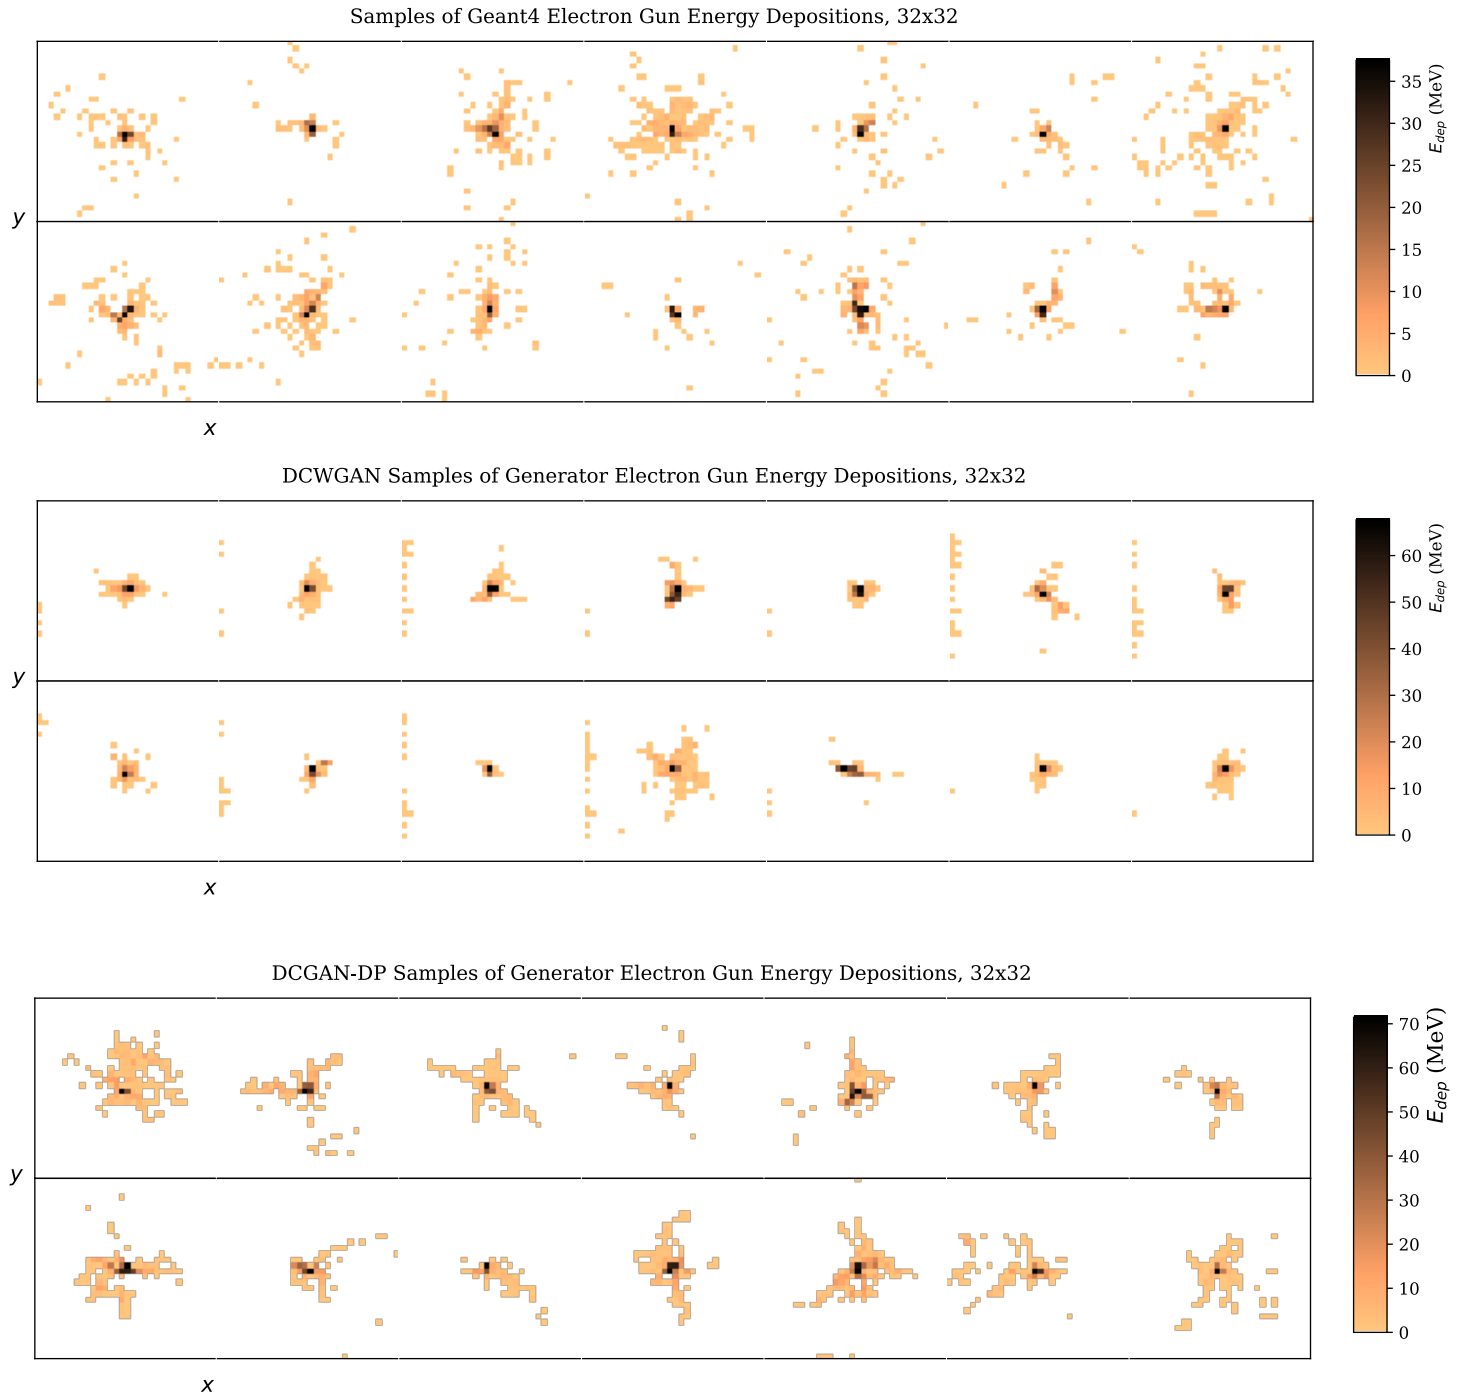 Samples of Geant4 Electron Gun Energy Depositions, 32x32
y
x
35
30
25
20
15
10
5
0
E_dep (MeV)
DCWGAN Samples of Generator Electron Gun Energy Depositions, 32x32
y
x
60
50
40
30
20
10
0
E_dep (MeV)
DCGAN-DP Samples of Generator Electron Gun Energy Depositions, 32x32
y
x
70
60
50
40
30
20
10
0
E_dep (MeV)